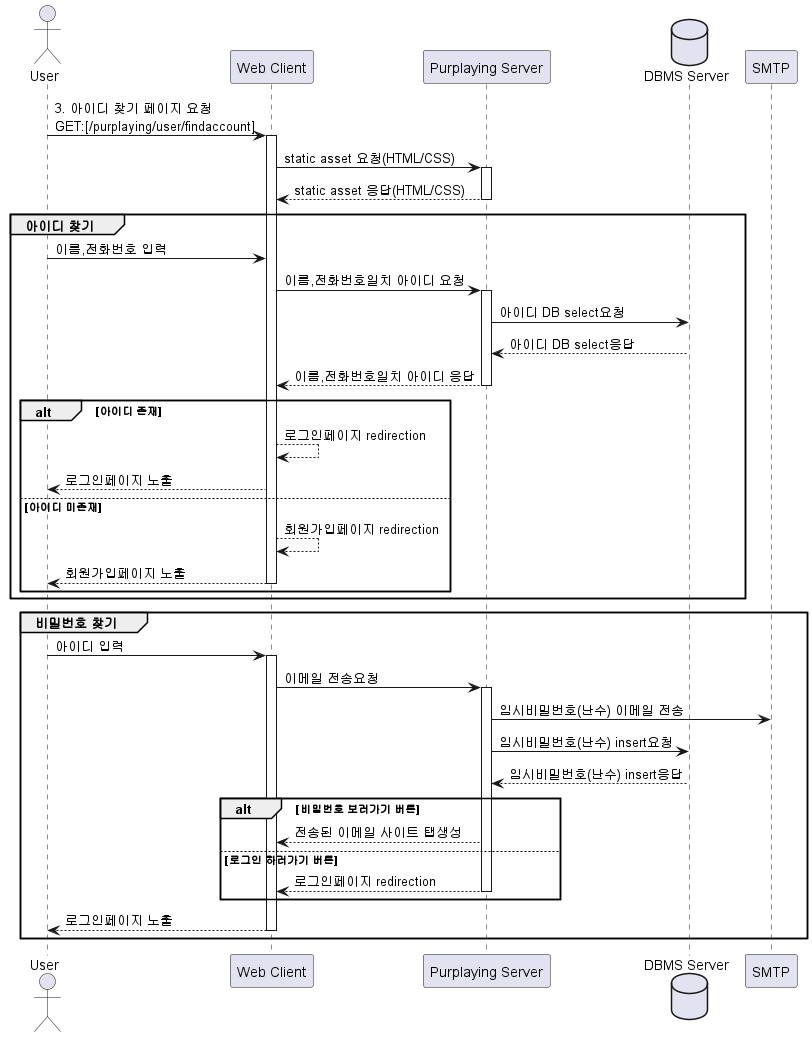 User
Web Client
Purplaying Server
DBMS Server
SMTP
3. 아이디 찾기 페이지 요청
GET:[/purplaying/user/findaccount]
static asset 요청(HTML/CSS)
static asset 응답(HTML/CSS)
아이디 찾기
이름,전화번호 입력
이름,전화번호일치 아이디 요청
아이디 DB select요청
아이디 DB select응답
이름,전화번호일치 아이디 응답
alt [아이디 존재]
로그인페이지 redirection
로그인페이지 노출
[아이디 미존재]
회원가입페이지 redirection
회원가입페이지 노출
비밀번호 찾기
아이디 입력
이메일 전송요청
임시비밀번호(난수) 이메일 전송
임시비밀번호(난수) insert요청
임시비밀번호(난수) insert응답
alt [비밀번호 보러가기 버튼]
전송된 이메일 사이트 탭생성
[로그인 하러가기 버튼]
로그인페이지 redirection
로그인페이지 노출
User
Web Client
Purplaying Server
DBMS Server
SMTP